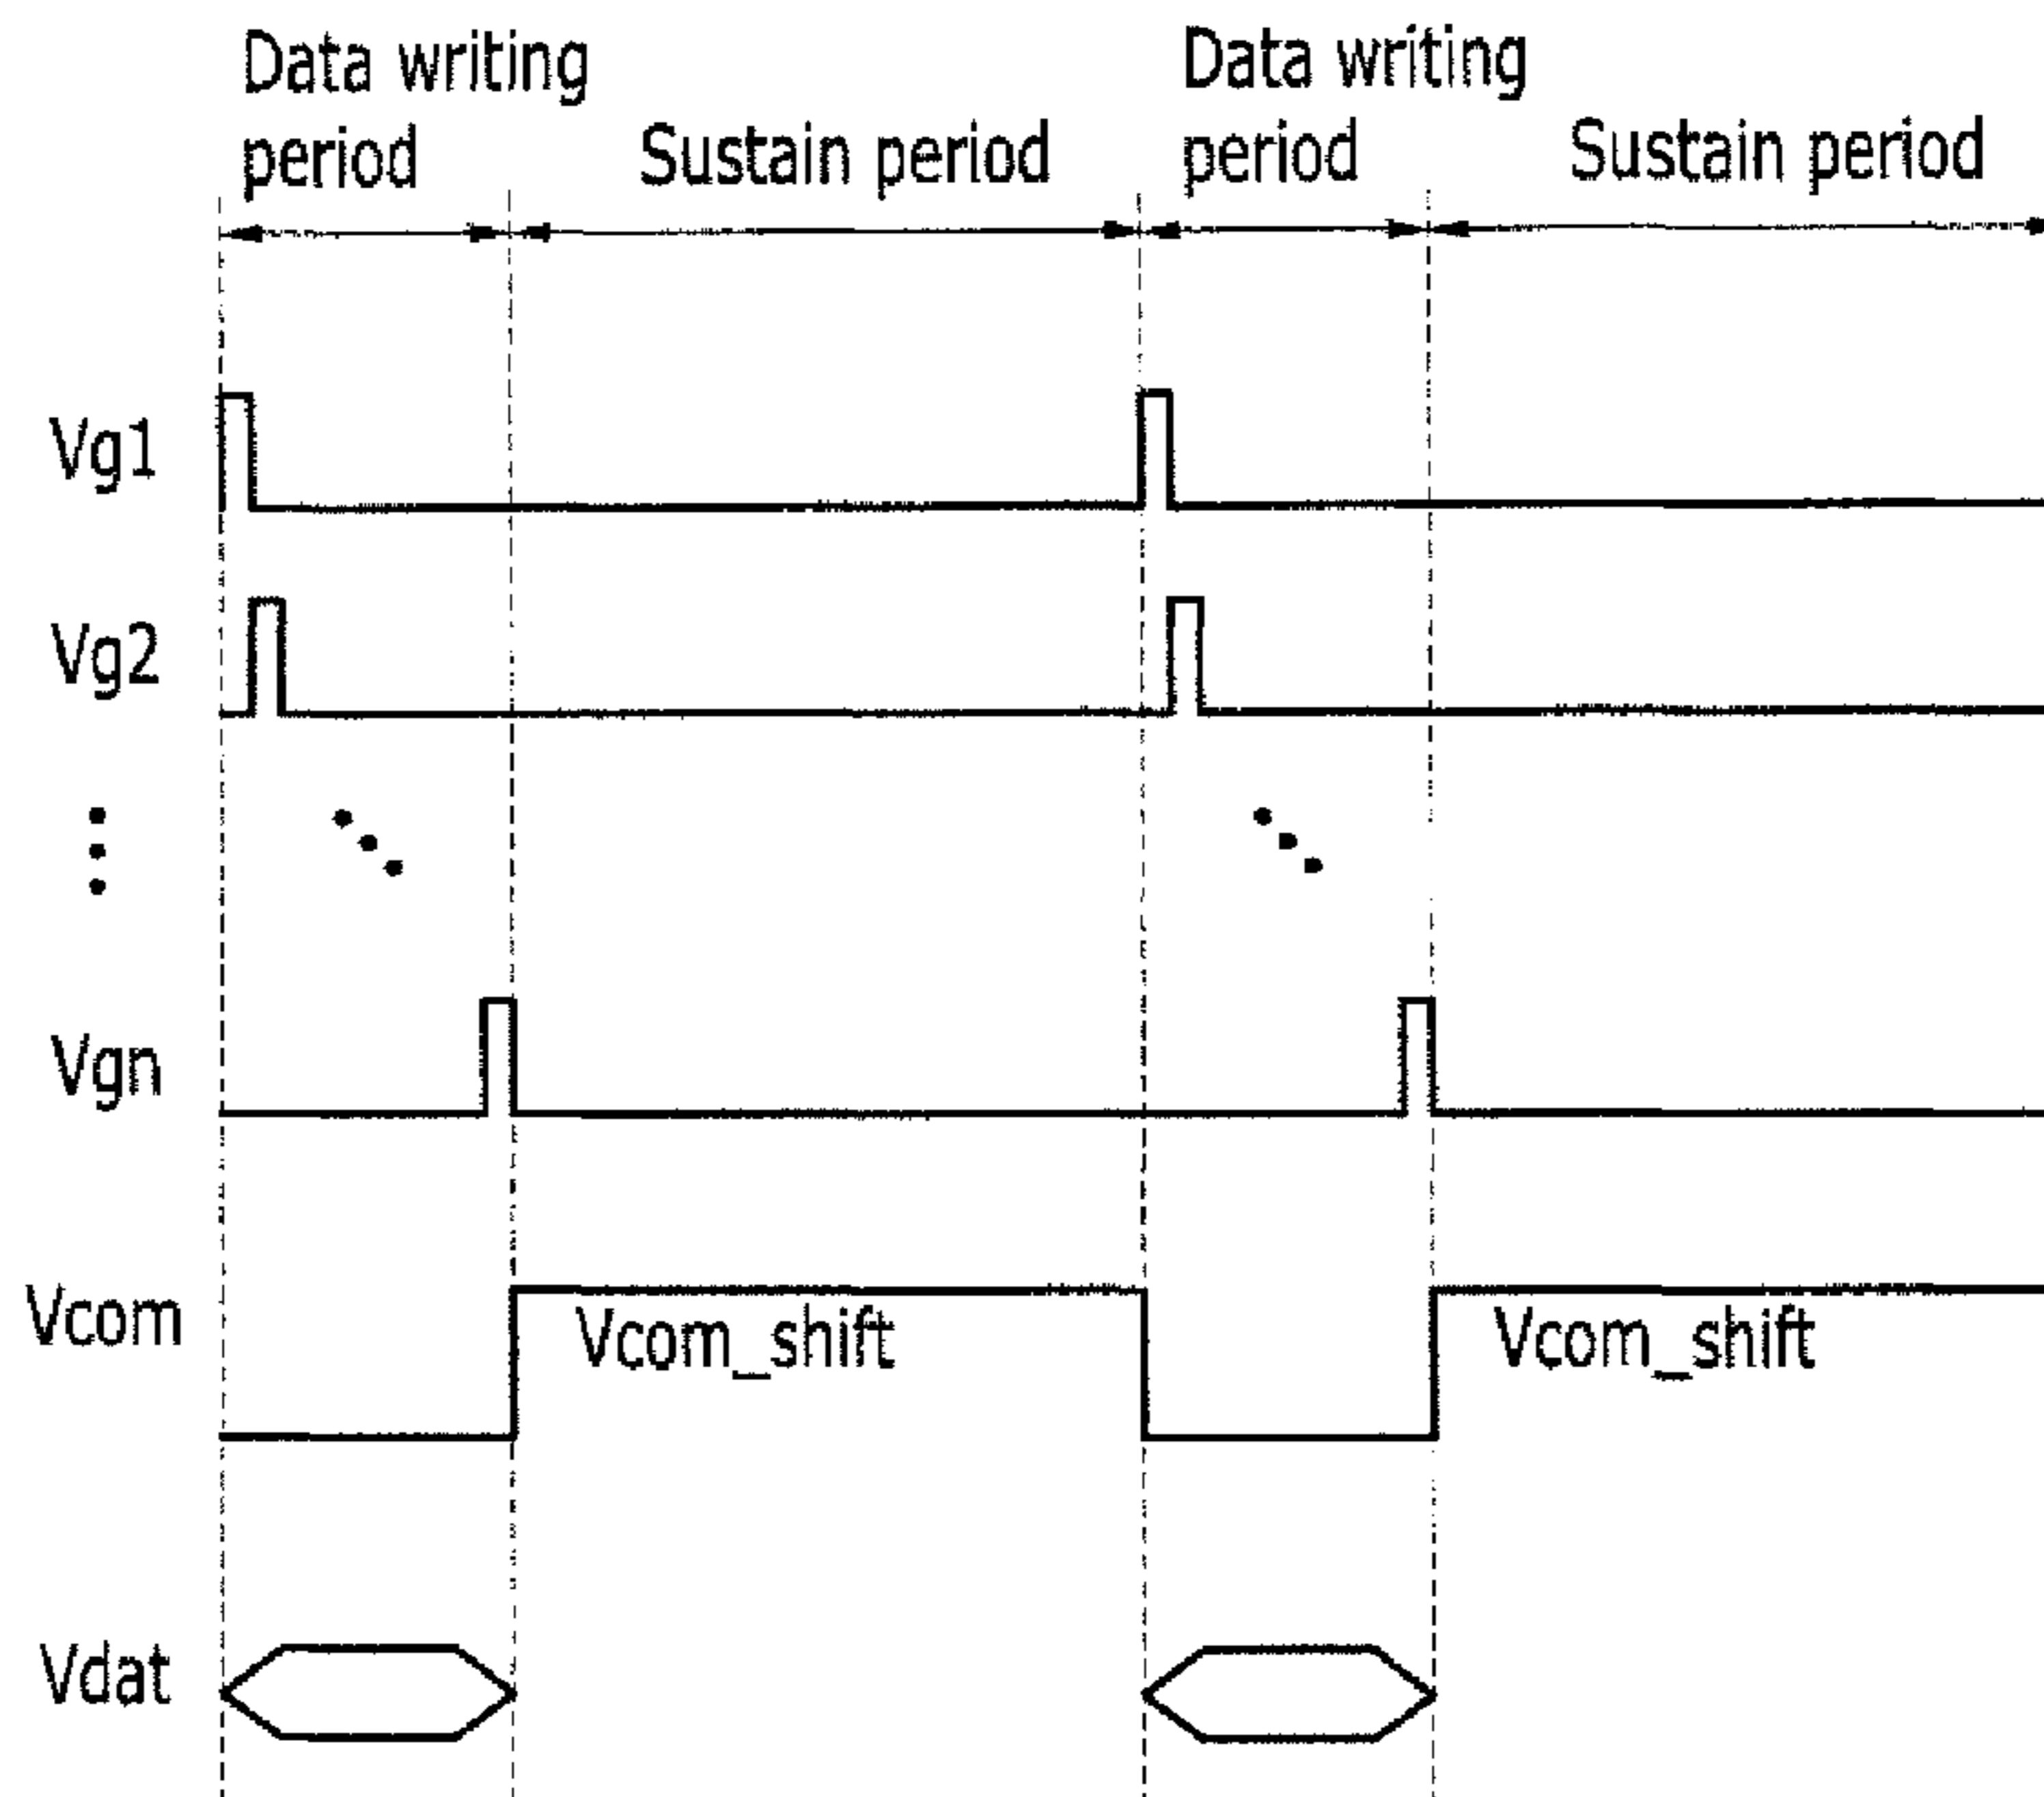 Data writing
period
Sustain period
Data writing
period
Sustain period
Vg1
Vg2
Vgn
Vcom
Vcom_shift
Vcom_shift
Vdat